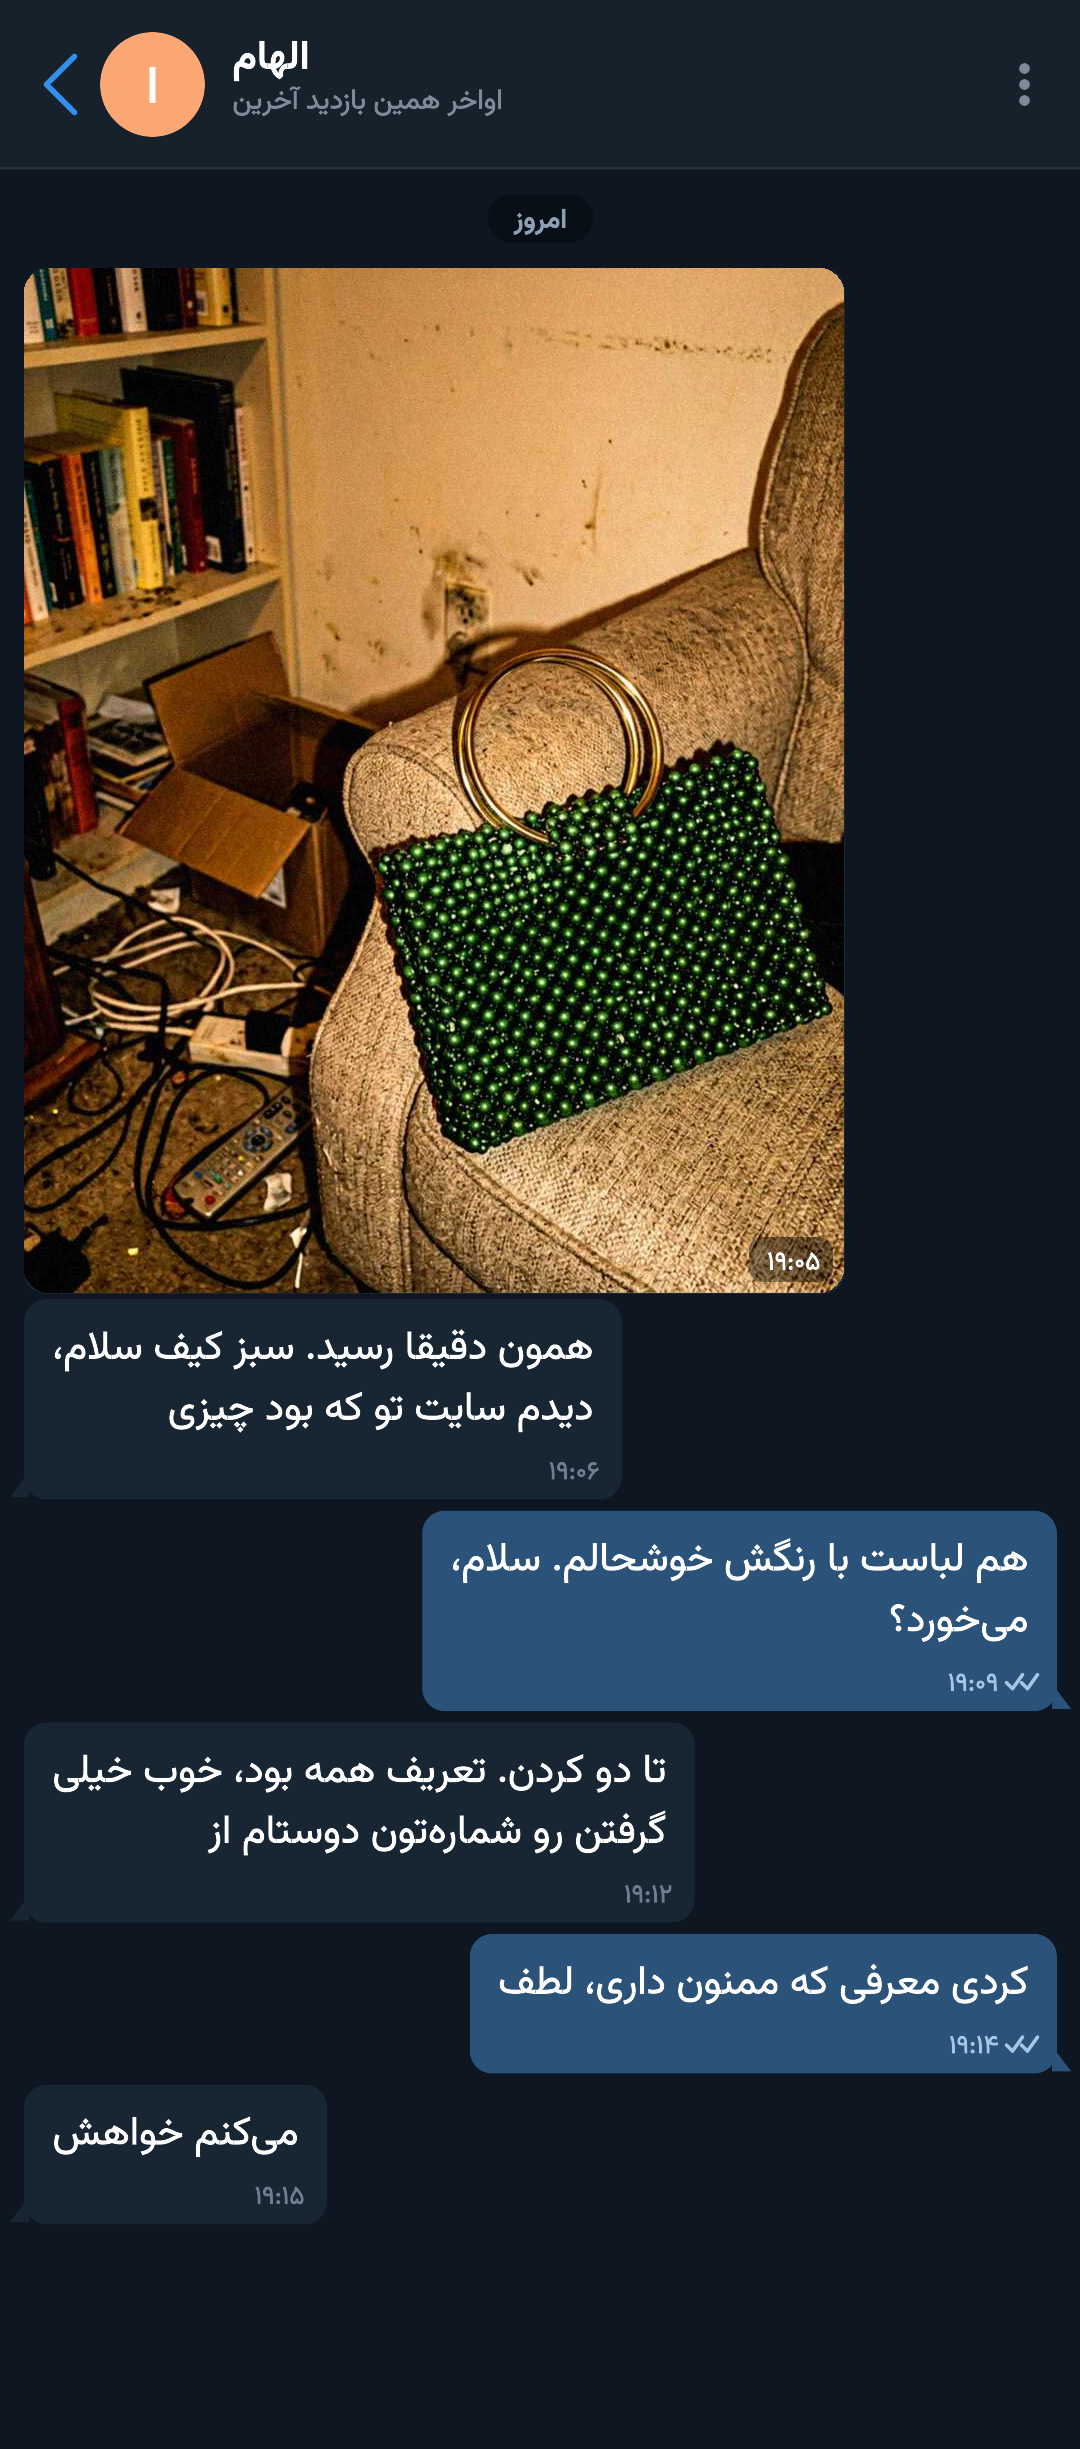 الهام
ا
اواخر همین بازدید آخرین
امروز
۱۹:۰۵
همون دقیقا رسید. سبز کیف سلام،
دیدم سایت تو که بود چیزی
۱۹:۰۶
هم لباست با رنگش خوشحالم. سلام،
می‌خورد؟
۱۹:۰۹
تا دو کردن. تعریف همه بود، خوب خیلی
گرفتن رو شماره‌تون دوستام از
۱۹:۱۲
کردی معرفی که ممنون داری، لطف
۱۹:۱۴
می‌کنم خواهش
۱۹:۱۵